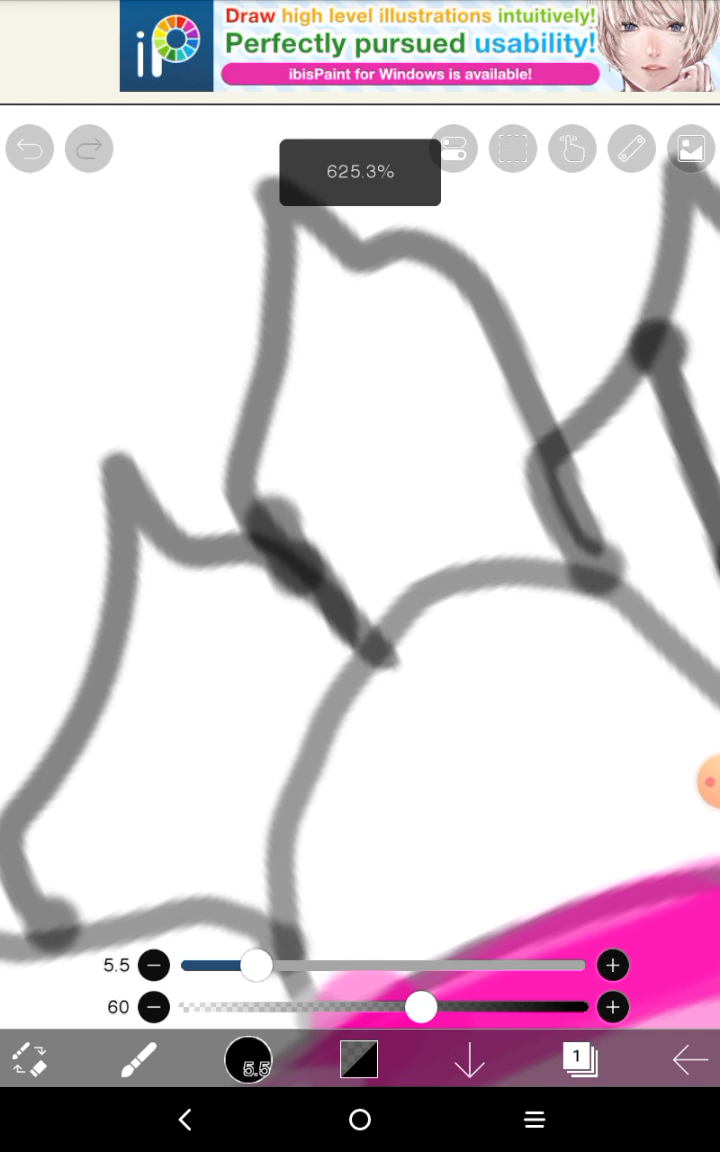 iP
Draw high level illustrations intuitively!
Perfectly pursued usability!
ibisPaint for Windows is available!
625.3%
5.5
60
5.5
1